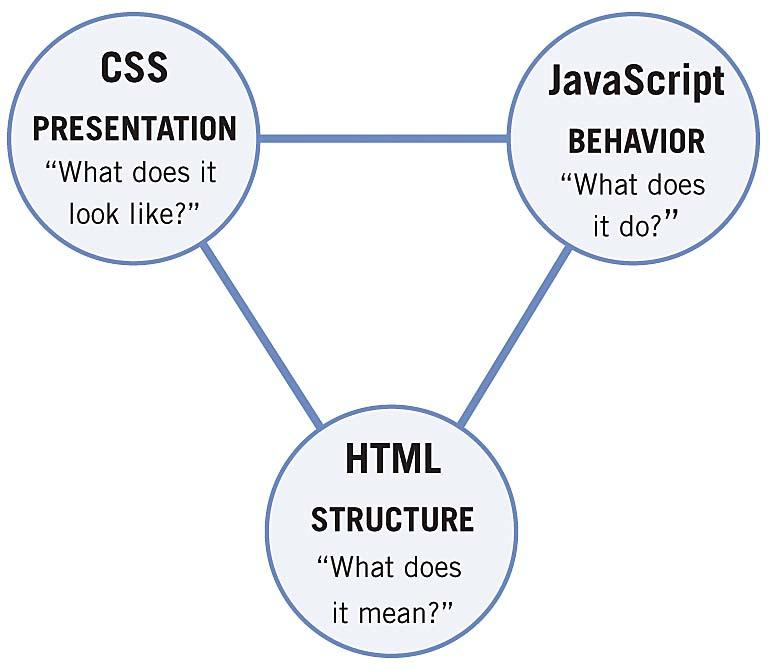 CSS
PRESENTATION
“What does it
look like?”
JavaScript
BEHAVIOR
“What does
it do?”
HTML
STRUCTURE
“What does
it mean?”